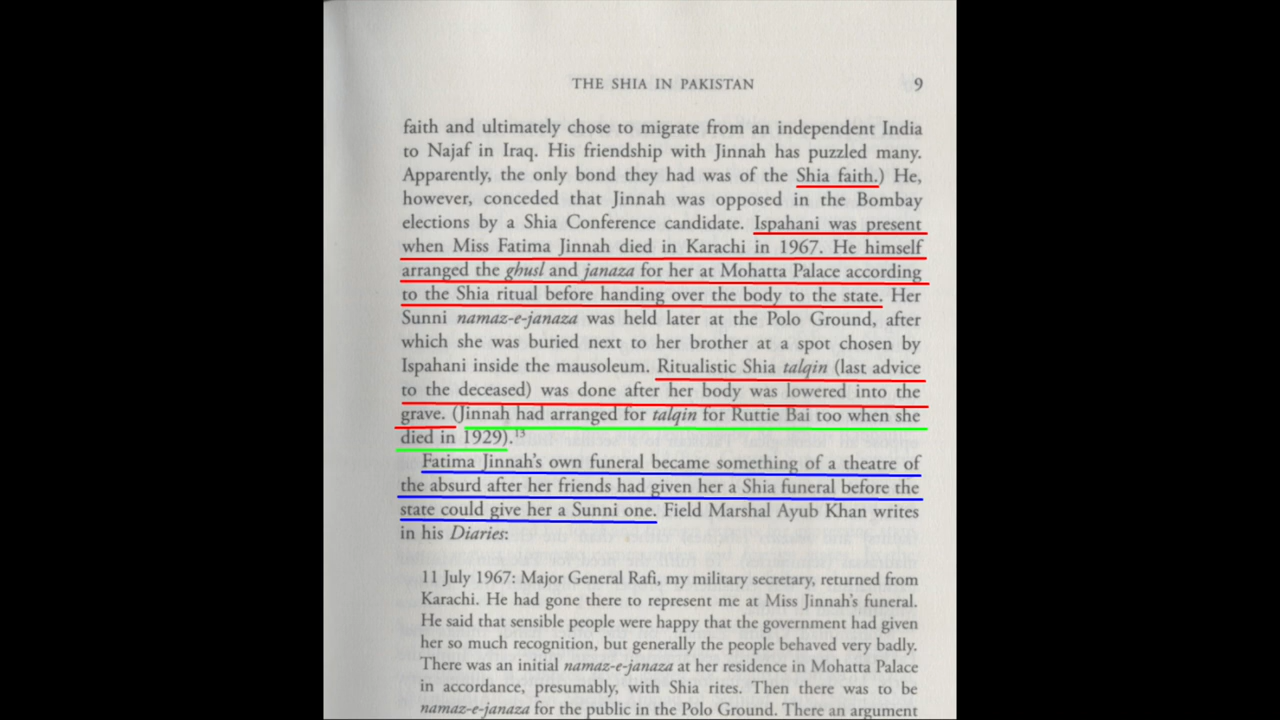 THE SHIA IN PAKISTAN 9
faith and ultimately chose to migrate from an independent India
to Najaf in Iraq. His friendship with Jinnah has puzzled many.
Apparently, the only bond they had was of the Shia faith.) He,
however, conceded that Jinnah was opposed in the Bombay
elections by a Shia Conference candidate. Ispahani was present
when Miss Fatima Jinnah died in Karachi in 1967. He himself
arranged the ghusl and janaza for her at Mohatta Palace according
to the Shia ritual before handing over the body to the state. Her
Sunni namaz-e-janaza was held later at the Polo Ground, after
which she was buried next to her brother at a spot chosen by
Ispahani inside the mausoleum. Ritualistic Shia talqin (last advice
to the deceased) was done after her body was lowered into the
grave. (Jinnah had arranged for talqin for Ruttie Bai too when she
died in 1929).13
Fatima Jinnah's own funeral became something of a theatre of
the absurd after her friends had given her a Shia funeral before the
state could give her a Sunni one. Field Marshal Ayub Khan writes
in his Diaries:
11 July 1967: Major General Rafi, my military secretary, returned from
Karachi. He had gone there to represent me at Miss Jinnah's funeral.
He said that sensible people were happy that the government had given
her so much recognition, but generally the people behaved very badly.
There was an initial namaz-e-janaza at her residence in Mohatta Palace
in accordance, presumably, with Shia rites. Then there was to be
namaz-e-janaza for the public in the Polo Ground. There an argument